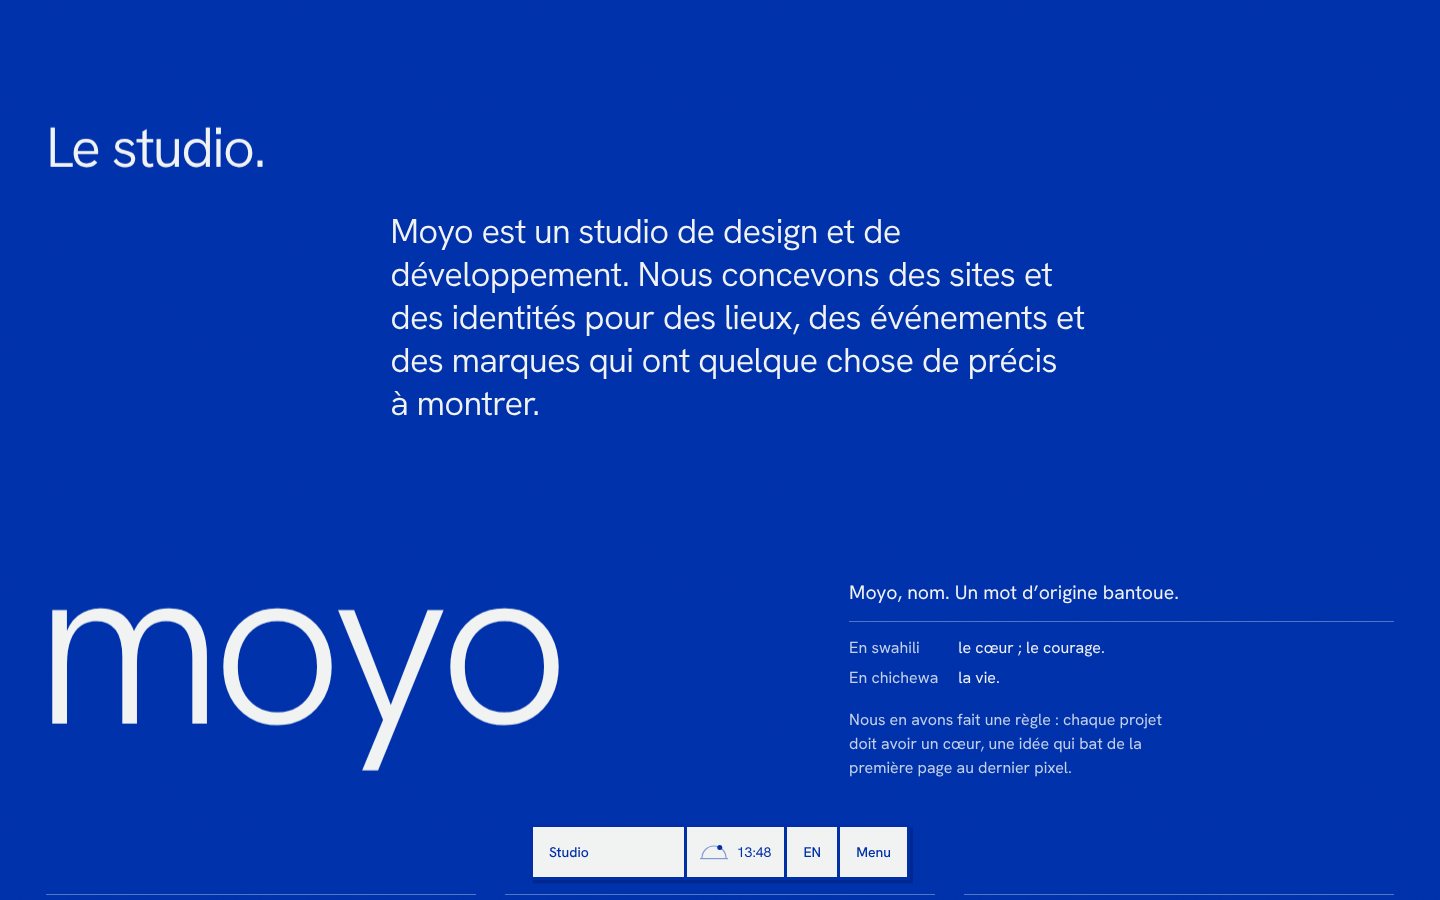 Le studio.
Moyo est un studio de design et de
développement. Nous concevons des sites et
des identités pour des lieux, des événements et
des marques qui ont quelque chose de précis
à montrer.
moyo
Moyo, nom. Un mot d’origine bantoue.
En swahili le cœur ; le courage.
En chichewa la vie.
Nous en avons fait une règle : chaque projet
doit avoir un cœur, une idée qui bat de la
première page au dernier pixel.
Studio 13:48 EN Menu